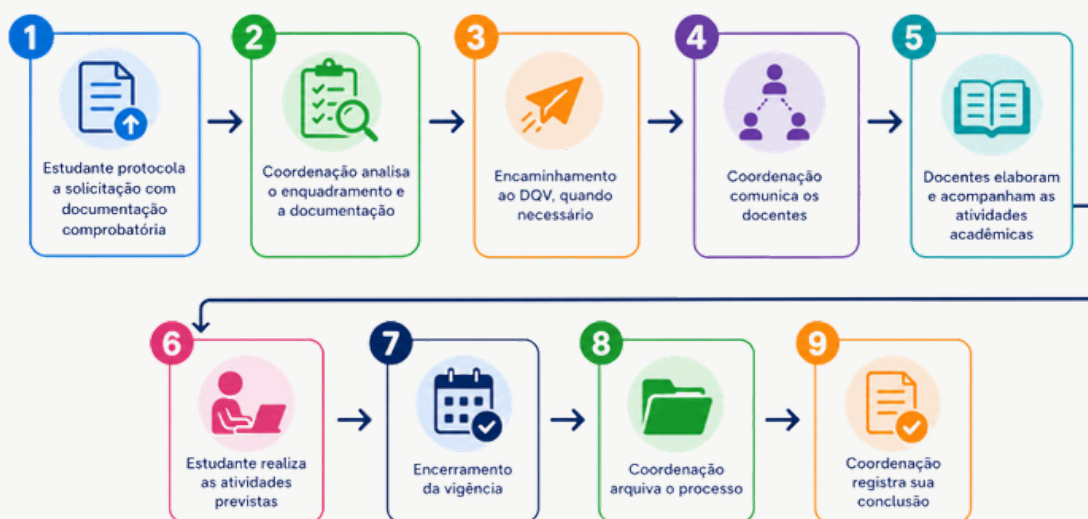 1
Estudante protocola
a solicitação com
documentação
comprobatória
2
Coordenação analisa
o enquadramento e
a documentação
3
Encaminhamento
ao DQV, quando
necessário
4
Coordenação
comunica os
docentes
5
Docentes elaboram
e acompanham as
atividades
acadêmicas
6
Estudante realiza
as atividades
previstas
7
Encerramento
da vigência
8
Coordenação
arquiva o processo
9
Coordenação
registra sua
conclusão